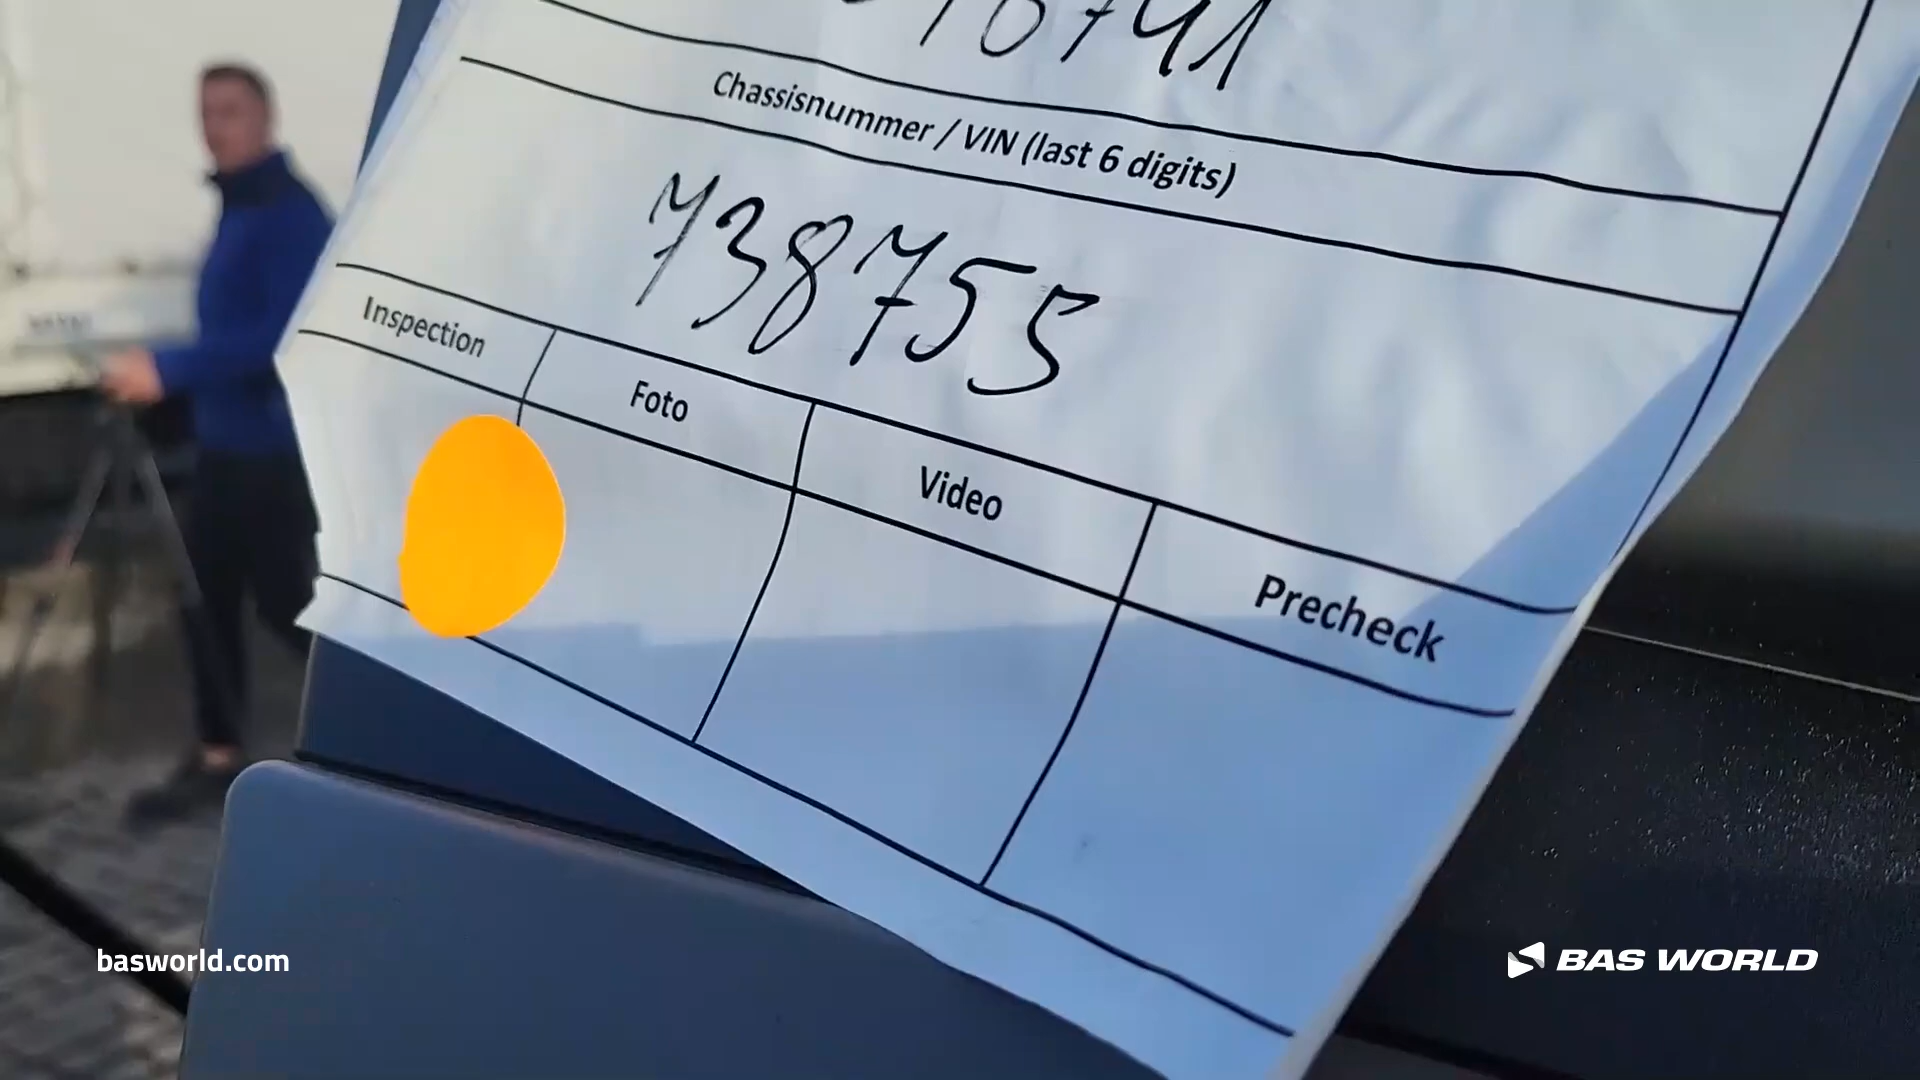 Chassisnummer / VIN (last 6 digits)
738755
Inspection
Foto
Video
Precheck
basworld.com
BAS WORLD